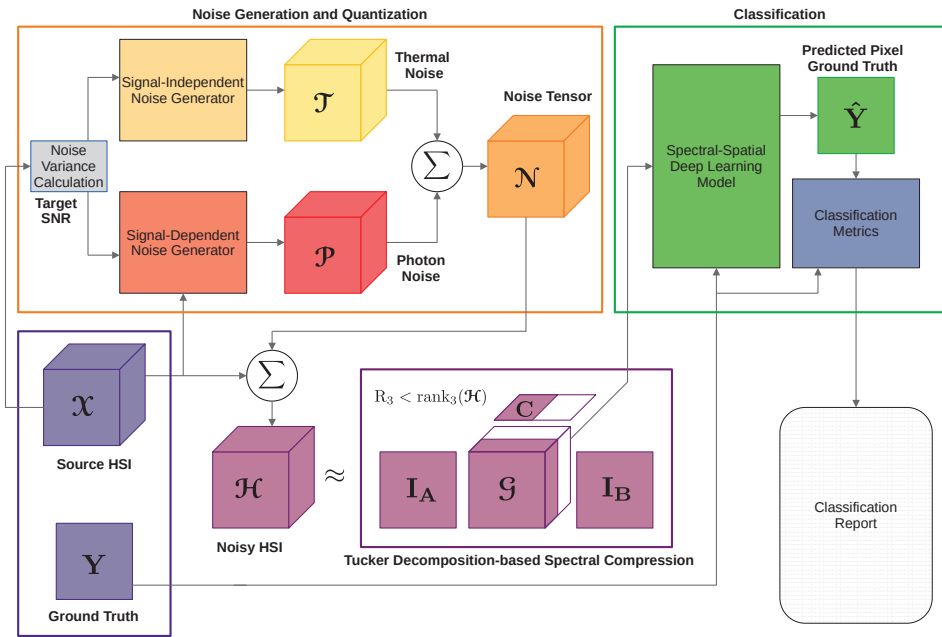 Noise Generation and Quantization
Classification
Signal-Independent
Noise Generator
𝓣
Thermal
Noise
Noise Tensor
Noise
Variance
Calculation
Target
SNR
∑
𝓝
Signal-Dependent
Noise Generator
𝓟
Photon
Noise
Predicted Pixel
Ground Truth
Spectral-Spatial
Deep Learning
Model
Ŷ
Classification
Metrics
𝓧
Source HSI
∑
𝓗
Noisy HSI
≈
R₃ < rank₃(𝓗)
C
I_A
𝓖
I_B
Tucker Decomposition-based Spectral Compression
Y
Ground Truth
Classification
Report